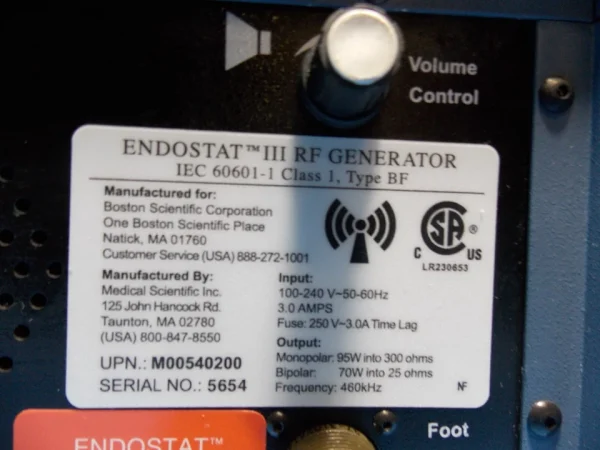 Volume
Control
ENDOSTAT™ III RF GENERATOR
IEC 60601-1 Class 1, Type BF
Manufactured for:
Boston Scientific Corporation
One Boston Scientific Place
Natick, MA 01760
Customer Service (USA) 888-272-1001
Manufactured By:
Medical Scientific Inc.
125 John Hancock Rd.
Taunton, MA 02780
(USA) 800-847-8550
UPN.: M00540200
SERIAL NO.: 5654
CSA®
C US
LR230653
Input:
100-240 V~50-60Hz
3.0 AMPS
Fuse: 250 V~3.0A Time Lag
Output:
Monopolar: 95W into 300 ohms
Bipolar: 70W into 25 ohms
Frequency: 460kHz
NF
ENDOSTAT™
Foot